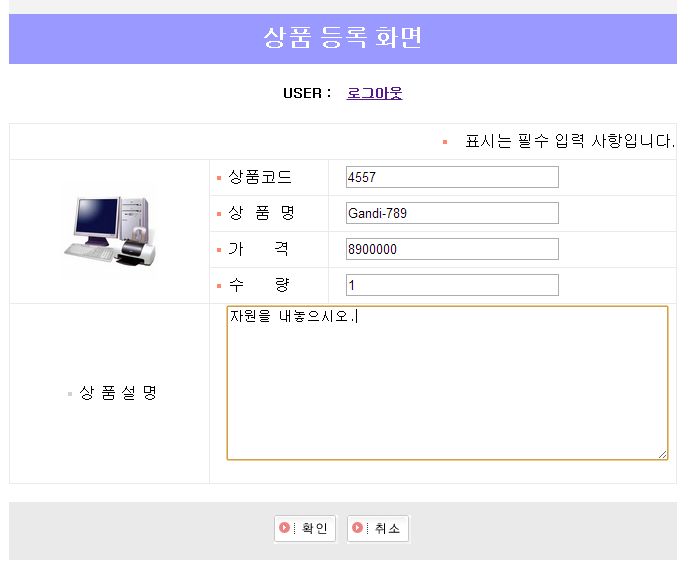 상품 등록 화면
USER : 로그아웃
표시는 필수 입력 사항입니다.
상품코드 4557
상 품 명 Gandi-789
가 격 8900000
수 량 1
상 품 설 명 자원을 내놓으시오.
확인 취소